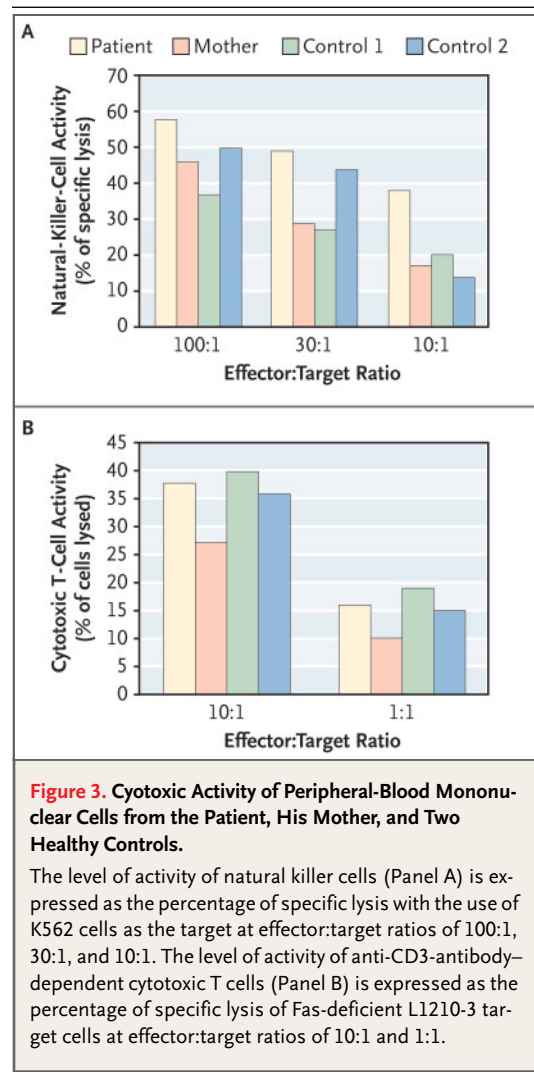 A
Patient Mother Control 1 Control 2
Natural-Killer-Cell Activity
(% of specific lysis)
70
60
50
40
30
20
10
0
100:1 30:1 10:1
Effector:Target Ratio
B
Cytotoxic T-Cell Activity
(% of cells lysed)
45
40
35
30
25
20
15
10
5
0
10:1 1:1
Effector:Target Ratio
Figure 3. Cyotoxic Activity of Peripheral-Blood Mononu-
clear Cells from the Patient, His Mother, and Two
Healthy Controls.
The level of activity of natural killer cells (Panel A) is ex-
pressed as the percentage of specific lysis with the use of
K562 cells as the target at effector:target ratios of 100:1,
30:1, and 10:1. The level of activity of anti-CD3-antibody–
dependent cytotoxic T cells (Panel B) is expressed as the
percentage of specific lysis of Fas-deficient L1210-3 tar-
get cells at effector:target ratios of 10:1 and 1:1.